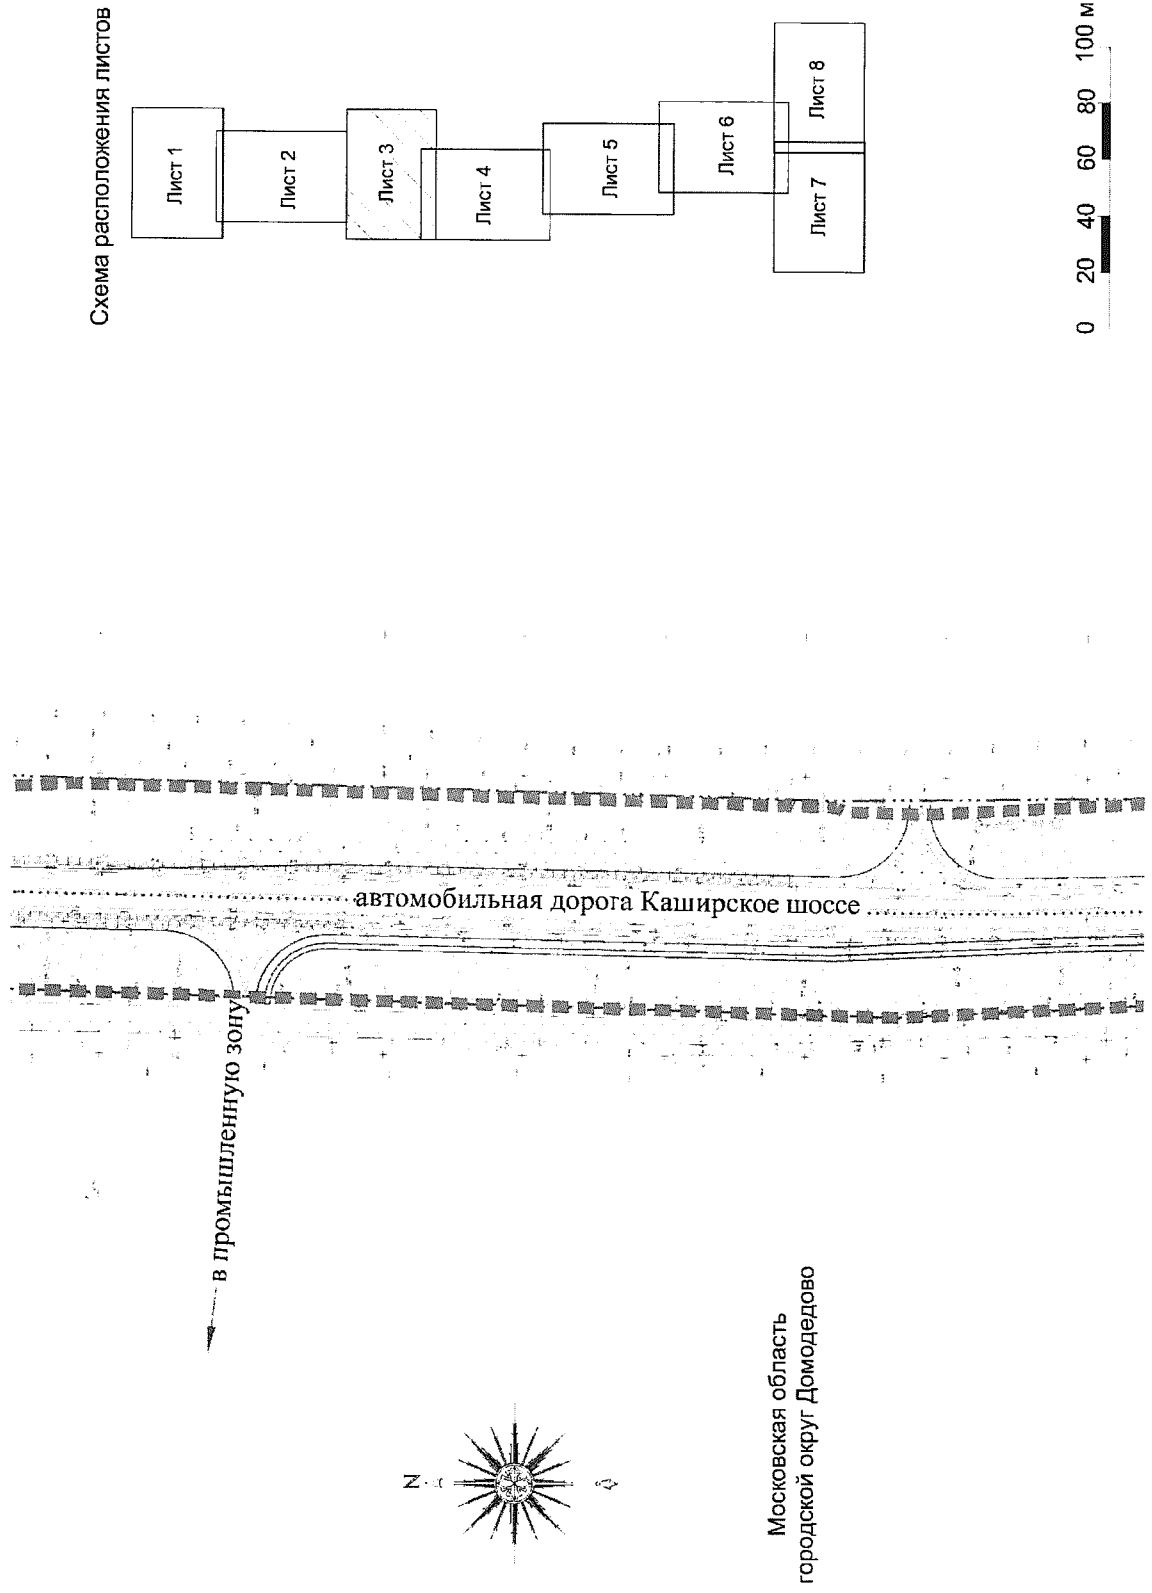 Схема расположения листов
Лист 1
Лист 2
Лист 3
Лист 4
Лист 5
Лист 6
Лист 7
Лист 8
0 20 40 60 80 100 м
автомобильная дорога Каширское шоссе
в промышленную зону
N
Московская область
городской округ Домодедово